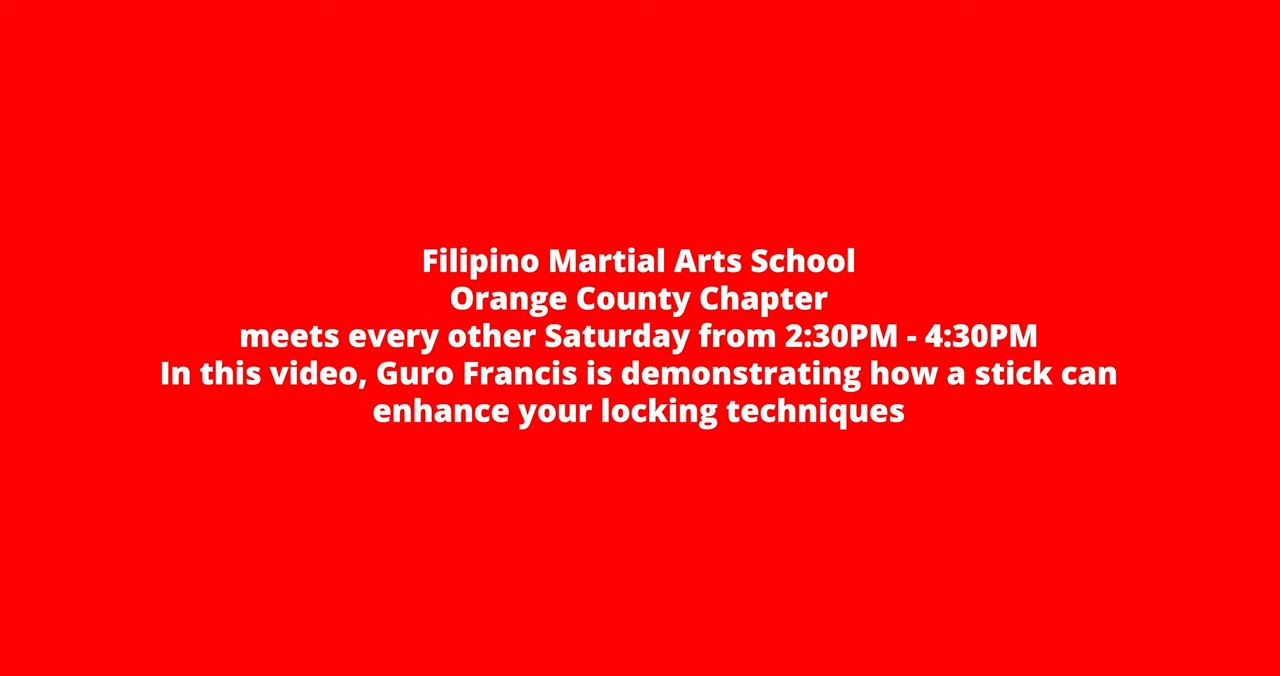 Filipino Martial Arts School
Orange County Chapter
meets every other Saturday from 2:30PM - 4:30PM
In this video, Guro Francis is demonstrating how a stick can
enhance your locking techniques